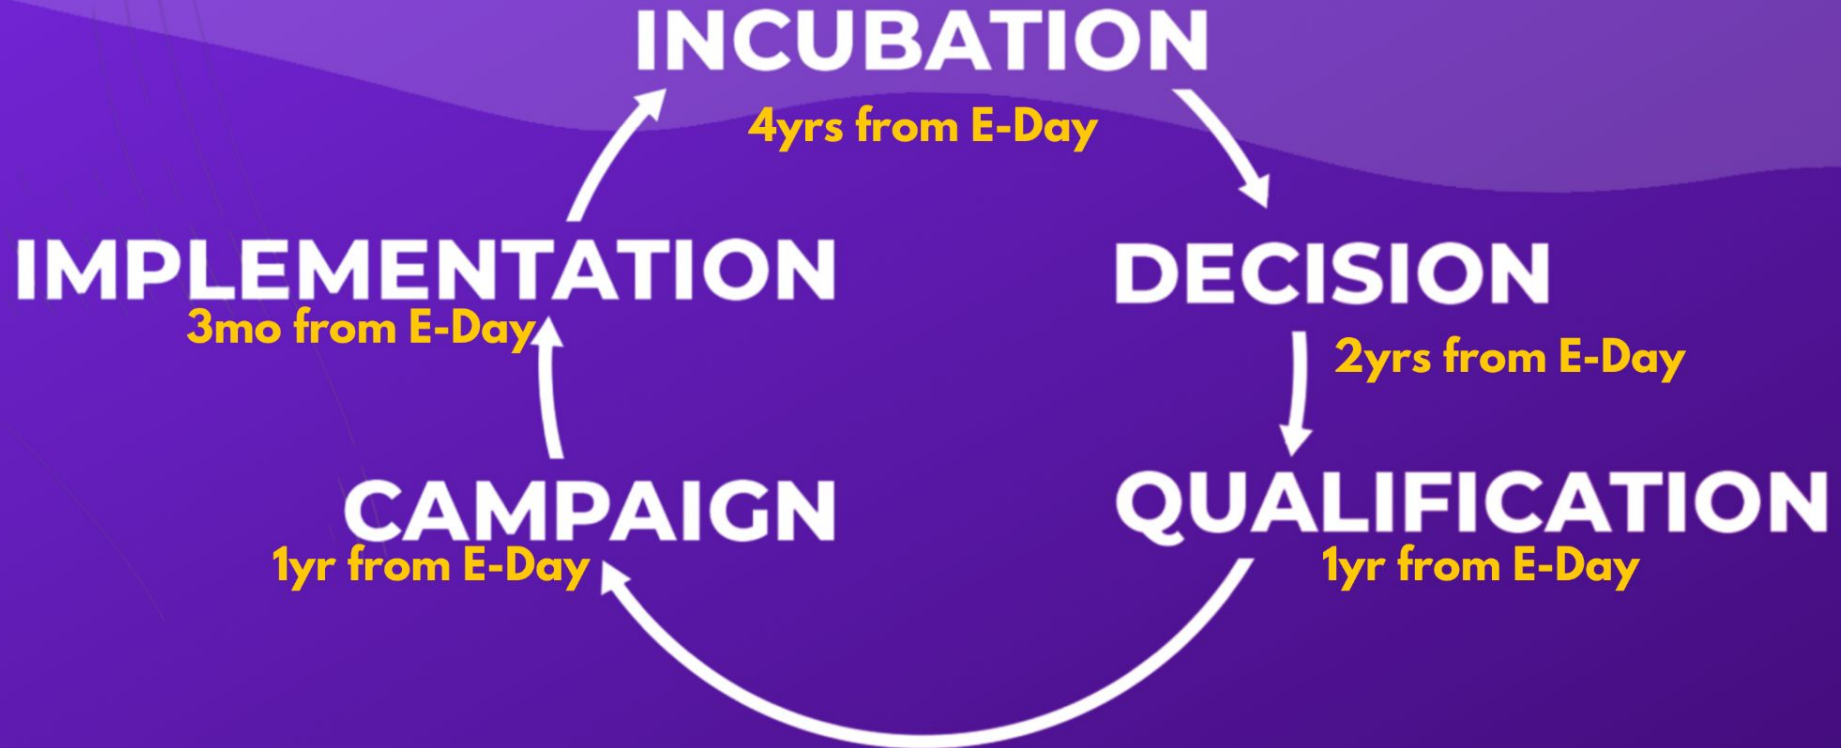 INCUBATION
4yrs from E-Day
DECISION
2yrs from E-Day
QUALIFICATION
1yr from E-Day
CAMPAIGN
1yr from E-Day
IMPLEMENTATION
3mo from E-Day